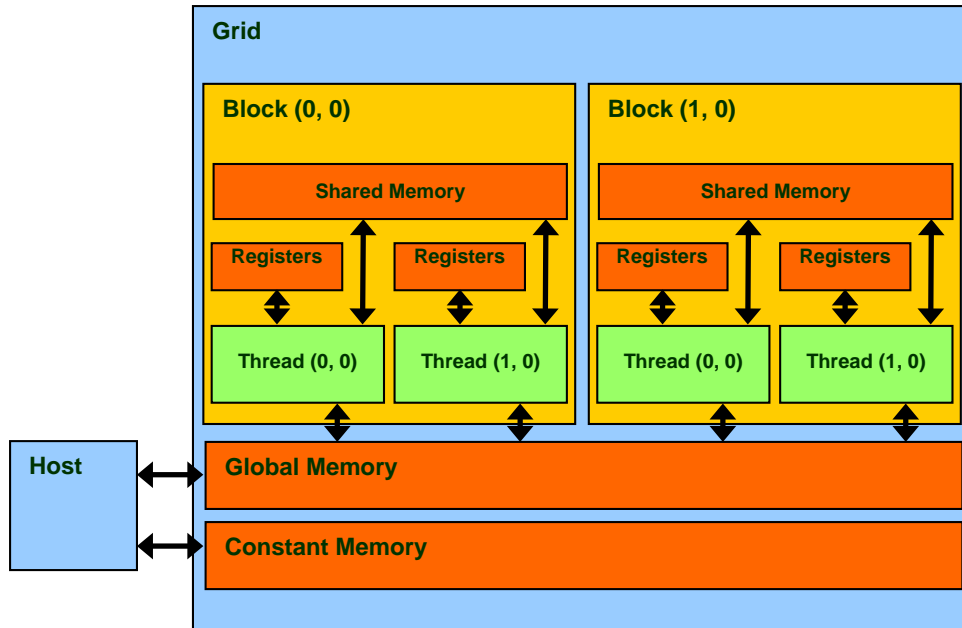 Grid
Block (0, 0)
Block (1, 0)
Shared Memory
Shared Memory
Registers
Registers
Registers
Registers
Thread (0, 0)
Thread (1, 0)
Thread (0, 0)
Thread (1, 0)
Host
Global Memory
Constant Memory